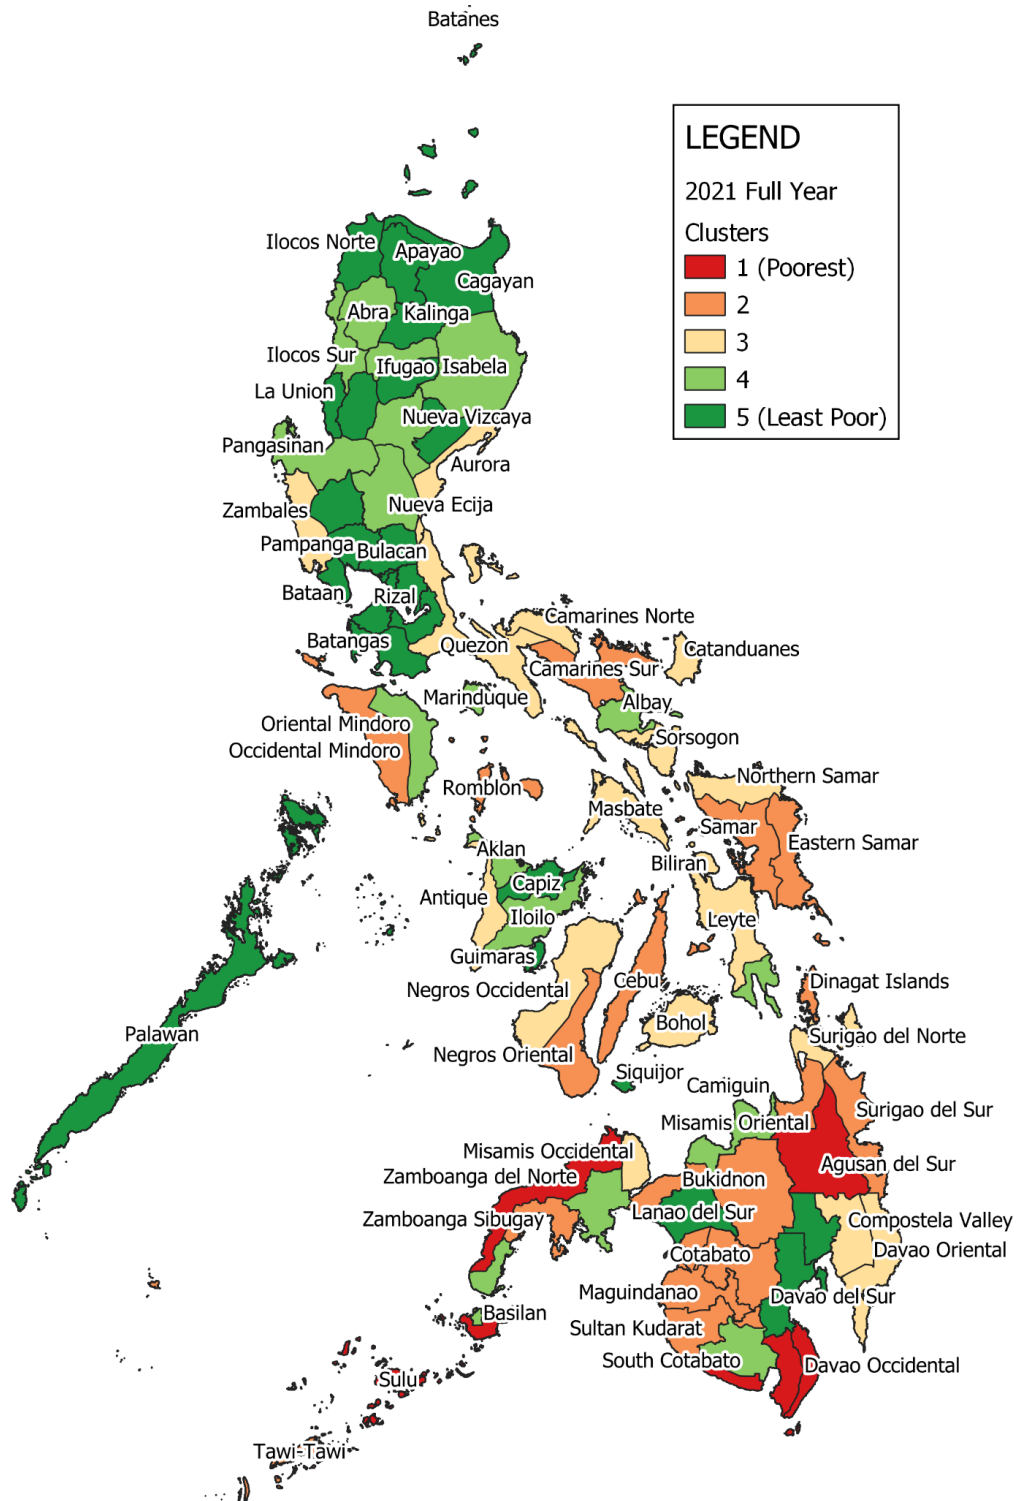 Batanes
LEGEND
2021 Full Year
Clusters
1 (Poorest)
2
3
4
5 (Least Poor)
Ilocos Norte
Apayao
Cagayan
Abra
Kalinga
Ilocos Sur
Ifugao
Isabela
La Union
Nueva Vizcaya
Pangasinan
Aurora
Nueva Ecija
Zambales
Pampanga
Bulacan
Bataan
Rizal
Camarines Norte
Batangas
Quezon
Catanduanes
Camarines Sur
Marinduque
Albay
Oriental Mindoro
Sorsogon
Occidental Mindoro
Northern Samar
Romblon
Masbate
Samar
Eastern Samar
Aklan
Biliran
Capiz
Antique
Iloilo
Leyte
Guimaras
Cebu
Dinagat Islands
Negros Occidental
Bohol
Palawan
Surigao del Norte
Negros Oriental
Siquijor
Camiguin
Surigao del Sur
Misamis Oriental
Misamis Occidental
Agusan del Sur
Zamboanga del Norte
Bukidnon
Lanao del Sur
Zamboanga Sibugay
Compostela Valley
Cotabato
Davao Oriental
Maguindanao
Davao del Sur
Basilan
Sultan Kudarat
South Cotabato
Davao Occidental
Sulu
Tawi-Tawi